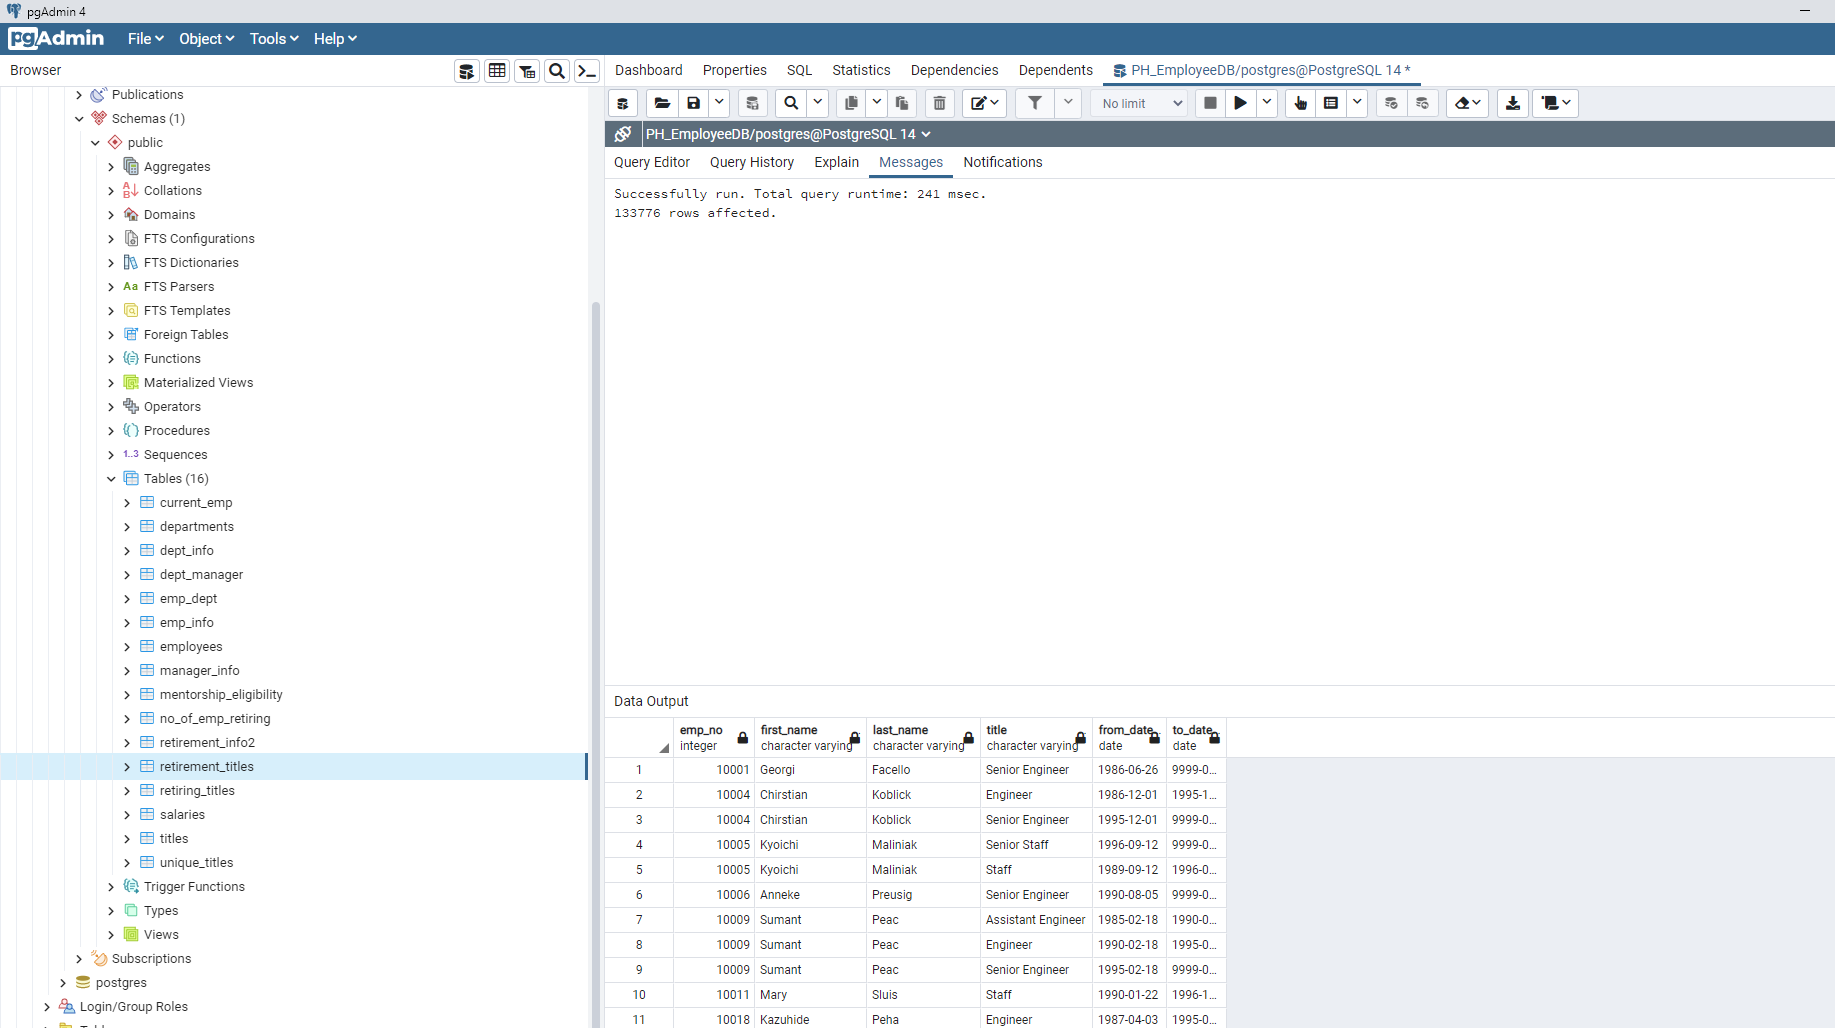 pgAdmin 4
pgAdmin File Object Tools Help
Browser
Dashboard Properties SQL Statistics Dependencies Dependents PH_EmployeeDB/postgres@PostgreSQL 14 *
No limit
PH_EmployeeDB/postgres@PostgreSQL 14
Query Editor Query History Explain Messages Notifications
Successfully run. Total query runtime: 241 msec.
133776 rows affected.
Publications
Schemas (1)
public
Aggregates
Collations
Domains
FTS Configurations
FTS Dictionaries
Aa FTS Parsers
FTS Templates
Foreign Tables
Functions
Materialized Views
Operators
Procedures
1..3 Sequences
Tables (16)
current_emp
departments
dept_info
dept_manager
emp_dept
emp_info
employees
manager_info
mentorship_eligibility
no_of_emp_retiring
retirement_info2
retirement_titles
retiring_titles
salaries
titles
unique_titles
Trigger Functions
Types
Views
Subscriptions
postgres
Login/Group Roles
Data Output
emp_no first_name last_name title from_date to_date
integer character varying character varying character varying date date
1 10001 Georgi Facello Senior Engineer 1986-06-26 9999-0...
2 10004 Chirstian Koblick Engineer 1986-12-01 1995-1...
3 10004 Chirstian Koblick Senior Engineer 1995-12-01 9999-0...
4 10005 Kyoichi Maliniak Senior Staff 1996-09-12 9999-0...
5 10005 Kyoichi Maliniak Staff 1989-09-12 1996-0...
6 10006 Anneke Preusig Senior Engineer 1990-08-05 9999-0...
7 10009 Sumant Peac Assistant Engineer 1985-02-18 1990-0...
8 10009 Sumant Peac Engineer 1990-02-18 1995-0...
9 10009 Sumant Peac Senior Engineer 1995-02-18 9999-0...
10 10011 Mary Sluis Staff 1990-01-22 1996-1...
11 10018 Kazuhide Peha Engineer 1987-04-03 1995-0...